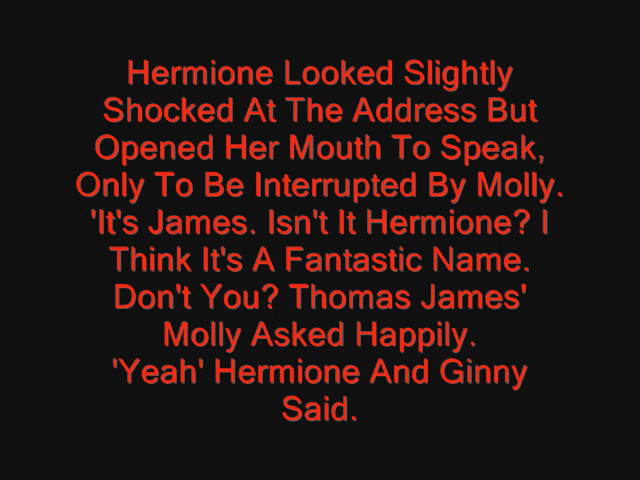 Hermione Looked Slightly
Shocked At The Address But
Opened Her Mouth To Speak,
Only To Be Interrupted By Molly.
'It's James. Isn't It Hermione? I
Think It's A Fantastic Name.
Don't You? Thomas James'
Molly Asked Happily.
'Yeah' Hermione And Ginny
Said.